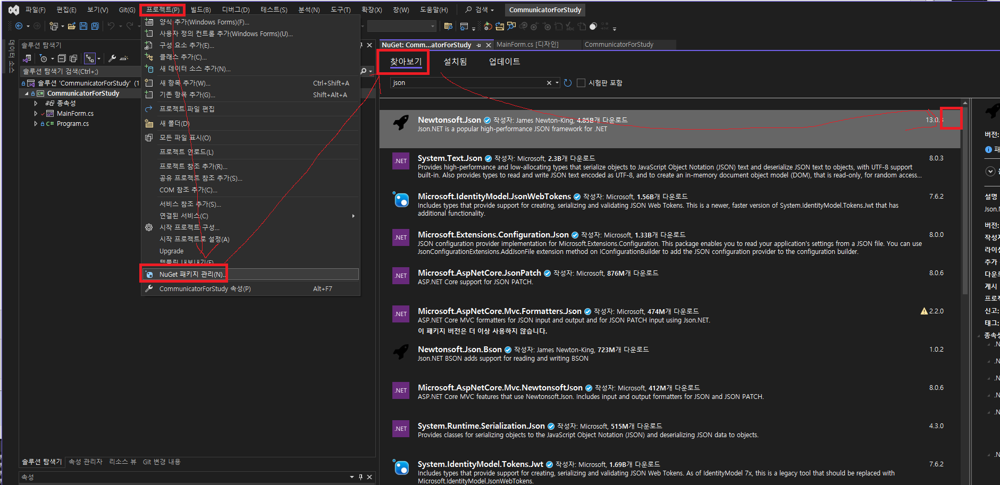 파일(F) 편집(E) 보기(V) Git(G) 프로젝트(P) 빌드(B) 디버그(D) 테스트(S) 분석(N) 도구(T) 확장(X) 창(W) 도움말(H) 검색 CommunicatorForStudy
양식 추가(Windows Forms)(F)...
사용자 정의 컨트롤 추가(Windows Forms)(U)...
구성 요소 추가(E)...
클래스 추가(C)...
새 데이터 소스 추가(N)...
새 항목 추가(W)... Ctrl+Shift+A
기존 항목 추가(G)... Shift+Alt+A
프로젝트 파일 편집
새 폴더(D)
모든 파일 표시(O)
프로젝트 언로드(L)
프로젝트 참조 추가(R)...
공유 프로젝트 참조 추가(S)...
COM 참조 추가(C)...
서비스 참조 추가(S)...
연결된 서비스(C)
시작 프로젝트 구성...
시작 프로젝트로 설정(A)
Upgrade
템플릿 내보내기(E)...
NuGet 패키지 관리(N)...
CommunicatorForStudy 속성(P) Alt+F7
데이터 소스
솔루션 탐색기
솔루션 탐색기 검색(Ctrl+;)
솔루션 'CommunicatorForStudy' (1
CommunicatorForStudy
종속성
MainForm.cs
Program.cs
솔루션 탐색기 속성 관리자 리소스 뷰 Git 변경 내용
속성
NuGet: Comm...atorForStudy MainForm.cs [디자인] CommunicatorForStudy
찾아보기 설치됨 업데이트
json 시험판 포함
Newtonsoft.Json 작성자: James Newton-King, 4.85B개 다운로드 13.0.3
Json.NET is a popular high-performance JSON framework for .NET
.NET System.Text.Json 작성자: Microsoft, 2.3B개 다운로드 8.0.3
Provides high-performance and low-allocating types that serialize objects to JavaScript Object Notation (JSON) text and deserialize JSON text to objects, with UTF-8 support
built-in. Also provides types to read and write JSON text encoded as UTF-8, and to create an in-memory document object model (DOM), that is read-only, for random access...
Microsoft.IdentityModel.JsonWebTokens 작성자: Microsoft, 1.56B개 다운로드 7.6.2
Includes types that provide support for creating, serializing and validating JSON Web Tokens. This is a newer, faster version of System.IdentityModel.Tokens.Jwt that has
additional functionality.
.NET Microsoft.Extensions.Configuration.Json 작성자: Microsoft, 1.33B개 다운로드 8.0.0
JSON configuration provider implementation for Microsoft.Extensions.Configuration. This package enables you to read your application's settings from a JSON file. You can use
JsonConfigurationExtensions.AddJsonFile extension method on IConfigurationBuilder to add the JSON configuration provider to the configuration builder.
.NET Microsoft.AspNetCore.JsonPatch 작성자: Microsoft, 876M개 다운로드 8.0.6
ASP.NET Core support for JSON PATCH.
.NET Microsoft.AspNetCore.Mvc.Formatters.Json 작성자: Microsoft, 474M개 다운로드 2.2.0
ASP.NET Core MVC formatters for JSON input and output and for JSON PATCH input using Json.NET.
이 패키지 버전은 더 이상 사용하지 않습니다.
Newtonsoft.Json.Bson 작성자: James Newton-King, 723M개 다운로드 1.0.2
Json.NET BSON adds support for reading and writing BSON
.NET Microsoft.AspNetCore.Mvc.NewtonsoftJson 작성자: Microsoft, 412M개 다운로드 8.0.6
ASP.NET Core MVC features that use Newtonsoft.Json. Includes input and output formatters for JSON and JSON PATCH.
.NET System.Runtime.Serialization.Json 작성자: Microsoft, 515M개 다운로드 4.3.0
Provides classes for serializing objects to the JavaScript Object Notation (JSON) and deserializing JSON data to objects.
System.IdentityModel.Tokens.Jwt 작성자: Microsoft, 1.69B개 다운로드 7.6.2
Includes types that provide support for creating, serializing and validating JSON Web Tokens. As of IdentityModel 7x, this is a legacy tool that should be replaced with
Microsoft.IdentityModel.JsonWebTokens.
버전:
설명
Json.N
버전:
작성자
라이선
추가
다운로
게시
프로젝
신고:
태그:
종속성
.N
.N
.N
.N
.N
.N